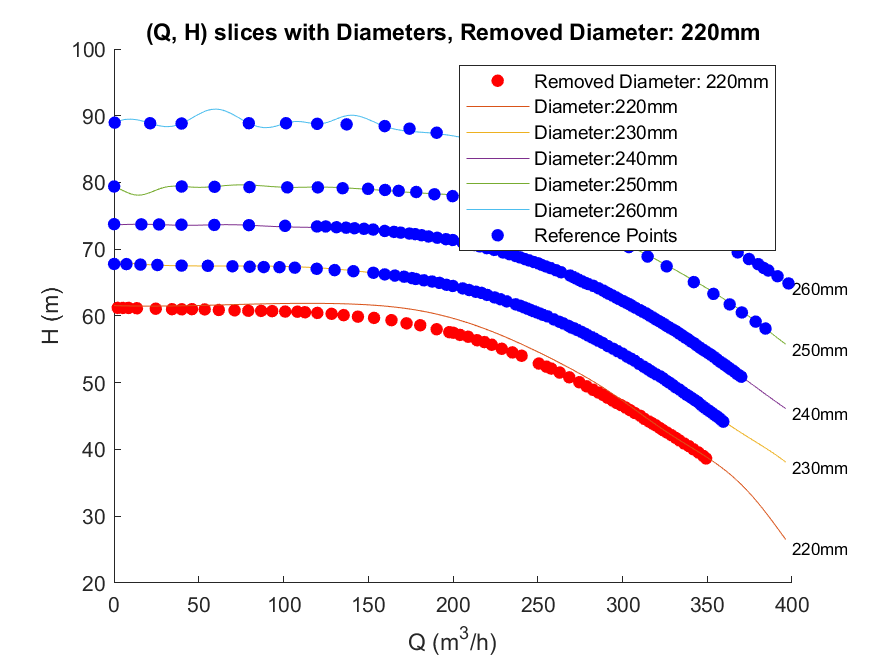 (Q, H) slices with Diameters, Removed Diameter: 220mm
100
90
80
70
60
50
40
30
20
H (m)
0
50
100
150
200
250
300
350
400
Q (m³/h)
Removed Diameter: 220mm
Diameter:220mm
Diameter:230mm
Diameter:240mm
Diameter:250mm
Diameter:260mm
Reference Points
260mm
250mm
240mm
230mm
220mm